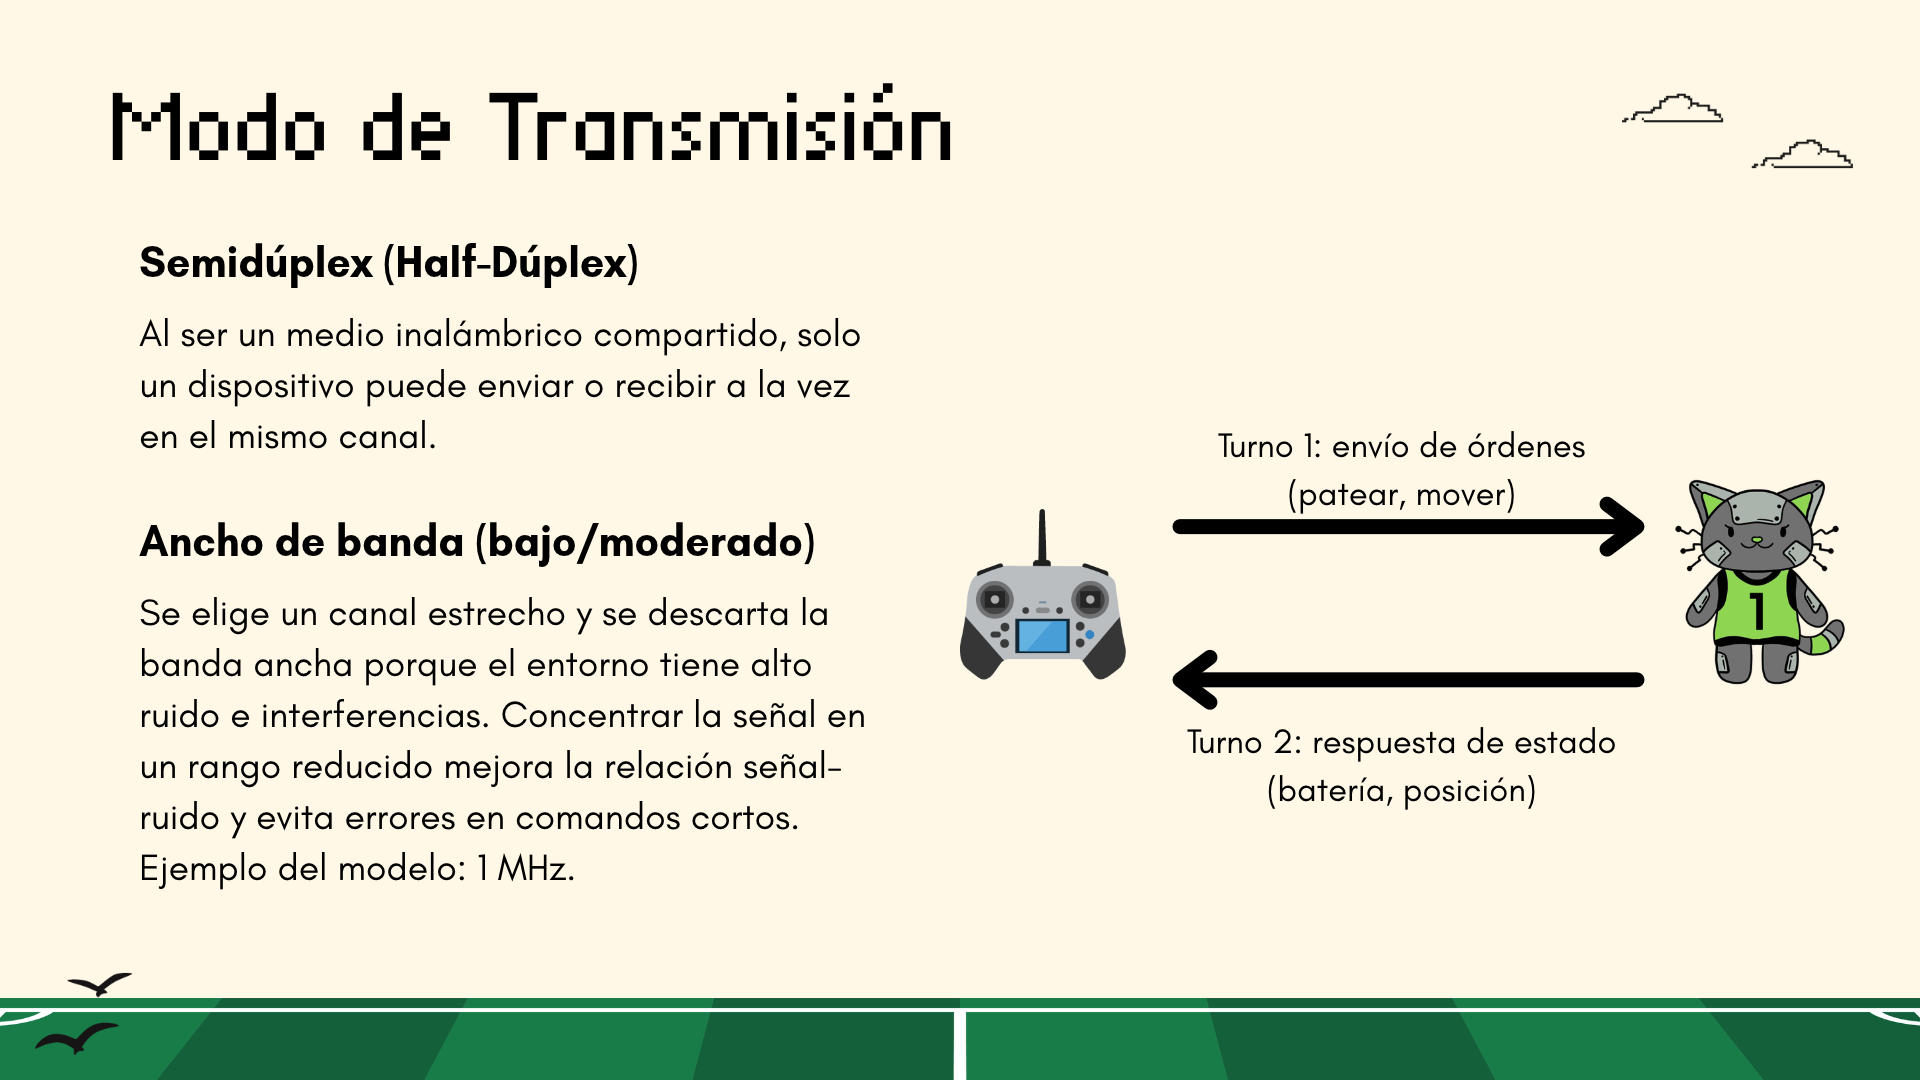 Modo de Transmisión
Semidúplex (Half-Dúplex)
Al ser un medio inalámbrico compartido, solo
un dispositivo puede enviar o recibir a la vez
en el mismo canal.
Ancho de banda (bajo/moderado)
Se elige un canal estrecho y se descarta la
banda ancha porque el entorno tiene alto
ruido e interferencias. Concentrar la señal en
un rango reducido mejora la relación señal-
ruido y evita errores en comandos cortos.
Ejemplo del modelo: 1 MHz.
Turno 1: envío de órdenes
(patear, mover)
1
Turno 2: respuesta de estado
(batería, posición)